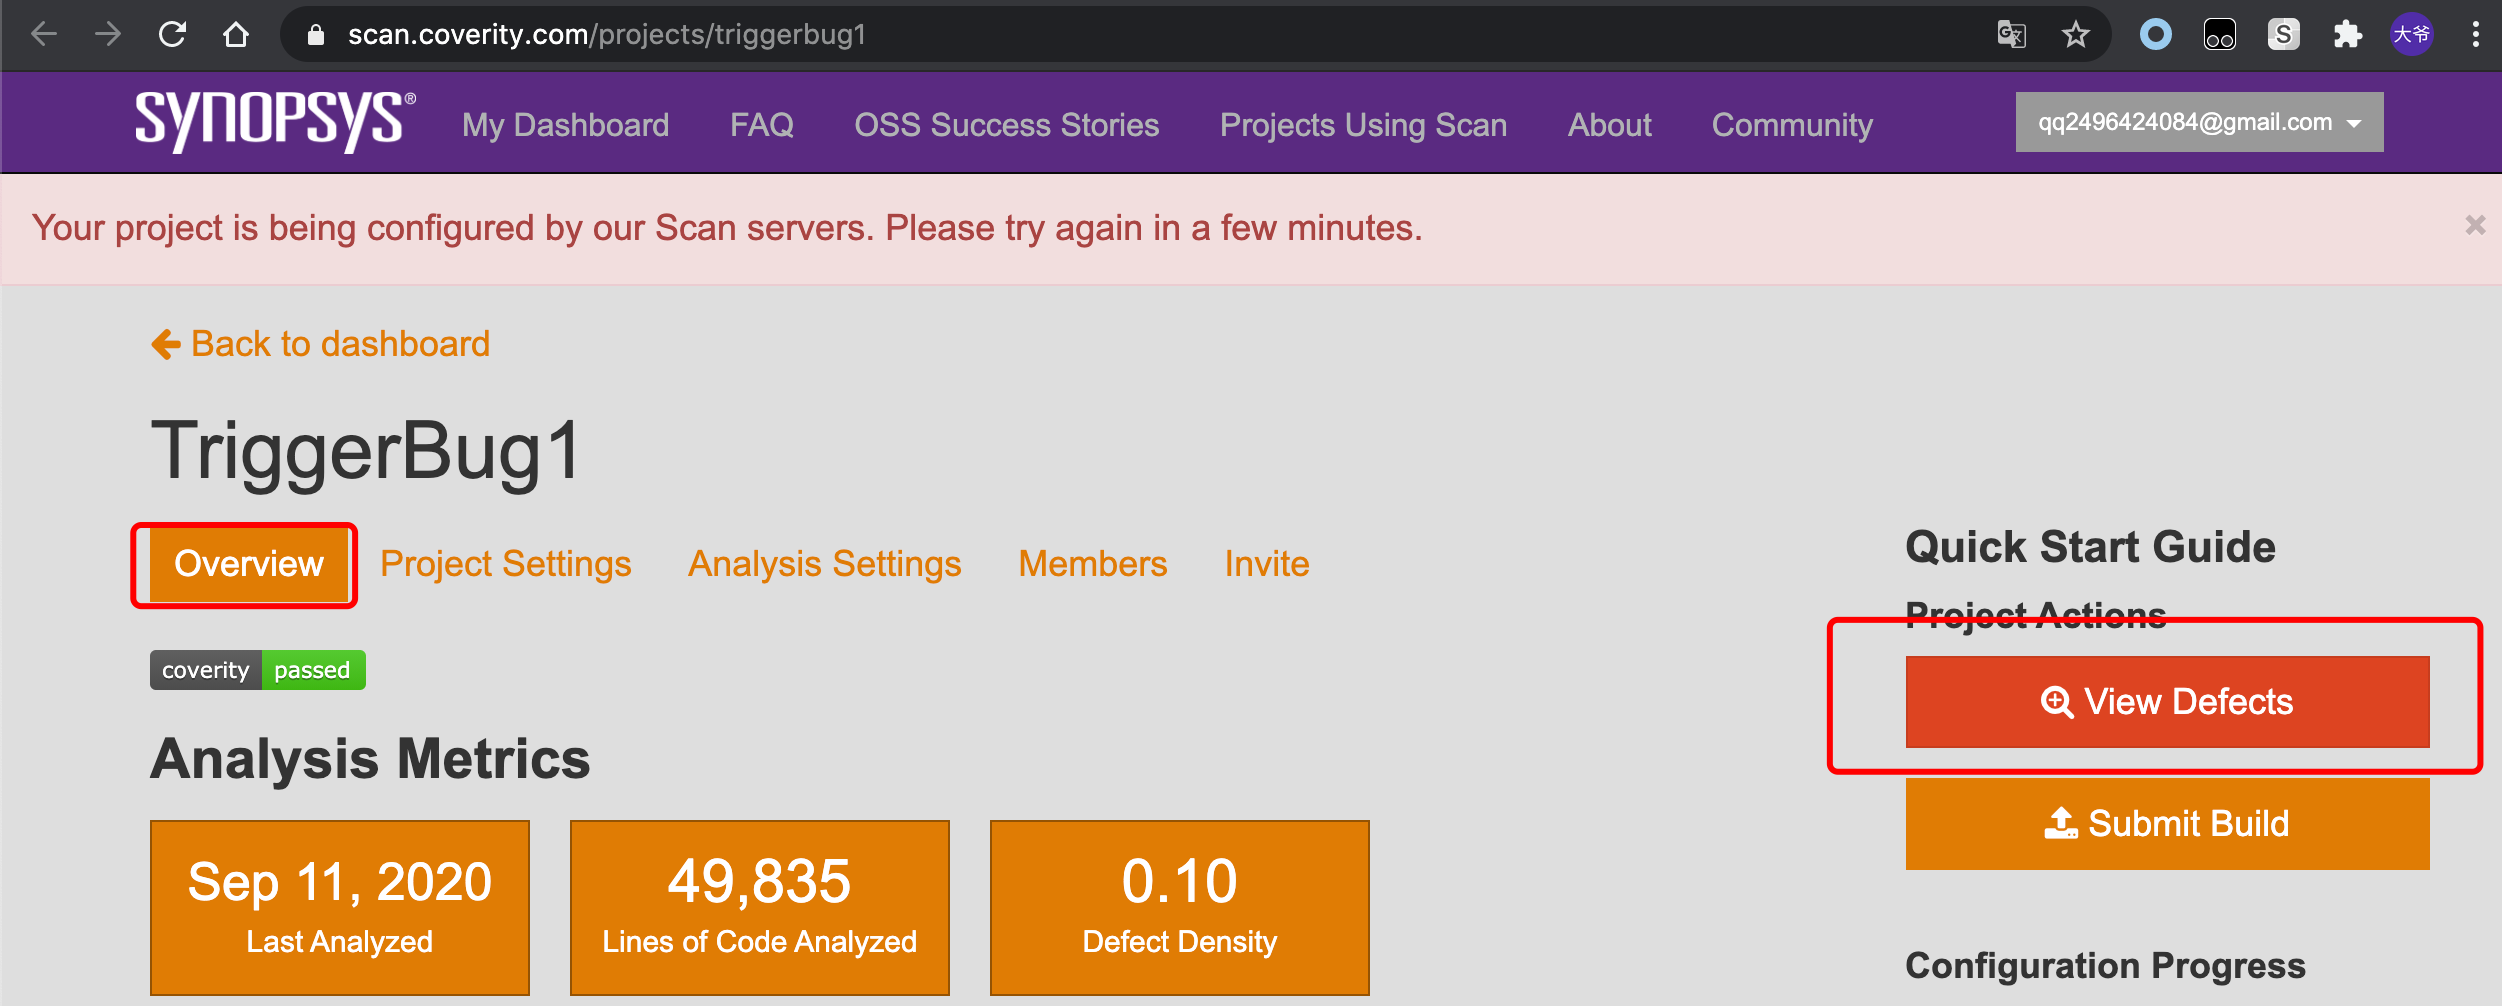 scan.coverity.com/projects/triggerbug1
大爷
SYNOPSYS®
My Dashboard
FAQ
OSS Success Stories
Projects Using Scan
About
Community
qq2496424084@gmail.com
Your project is being configured by our Scan servers. Please try again in a few minutes.
×
Back to dashboard
TriggerBug1
Overview
Project Settings
Analysis Settings
Members
Invite
Quick Start Guide
Project Actions
coverity passed
View Defects
Analysis Metrics
Submit Build
Sep 11, 2020
Last Analyzed
49,835
Lines of Code Analyzed
0.10
Defect Density
Configuration Progress